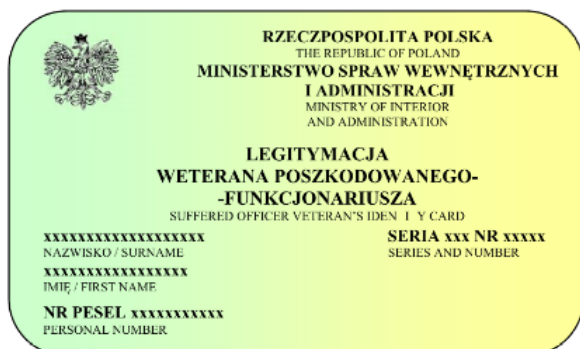 RZECZPOSPOLITA POLSKA
THE REPUBLIC OF POLAND
MINISTERSTWO SPRAW WEWNĘTRZNYCH
I ADMINISTRACJI
MINISTRY OF INTERIOR
AND ADMINISTRATION
LEGITYMACJA
WETERANA POSZKODOWANEGO-
-FUNKCJONARIUSZA
SUFFERED OFFICER VETERAN'S IDEN I Y CARD
xxxxxxxxxxxxxxxxxxx
NAZWISKO / SURNAME
SERIA xxx NR xxxxx
SERIES AND NUMBER
xxxxxxxxxxxxxxxxx
IMIĘ / FIRST NAME
NR PESEL xxxxxxxxxxx
PERSONAL NUMBER